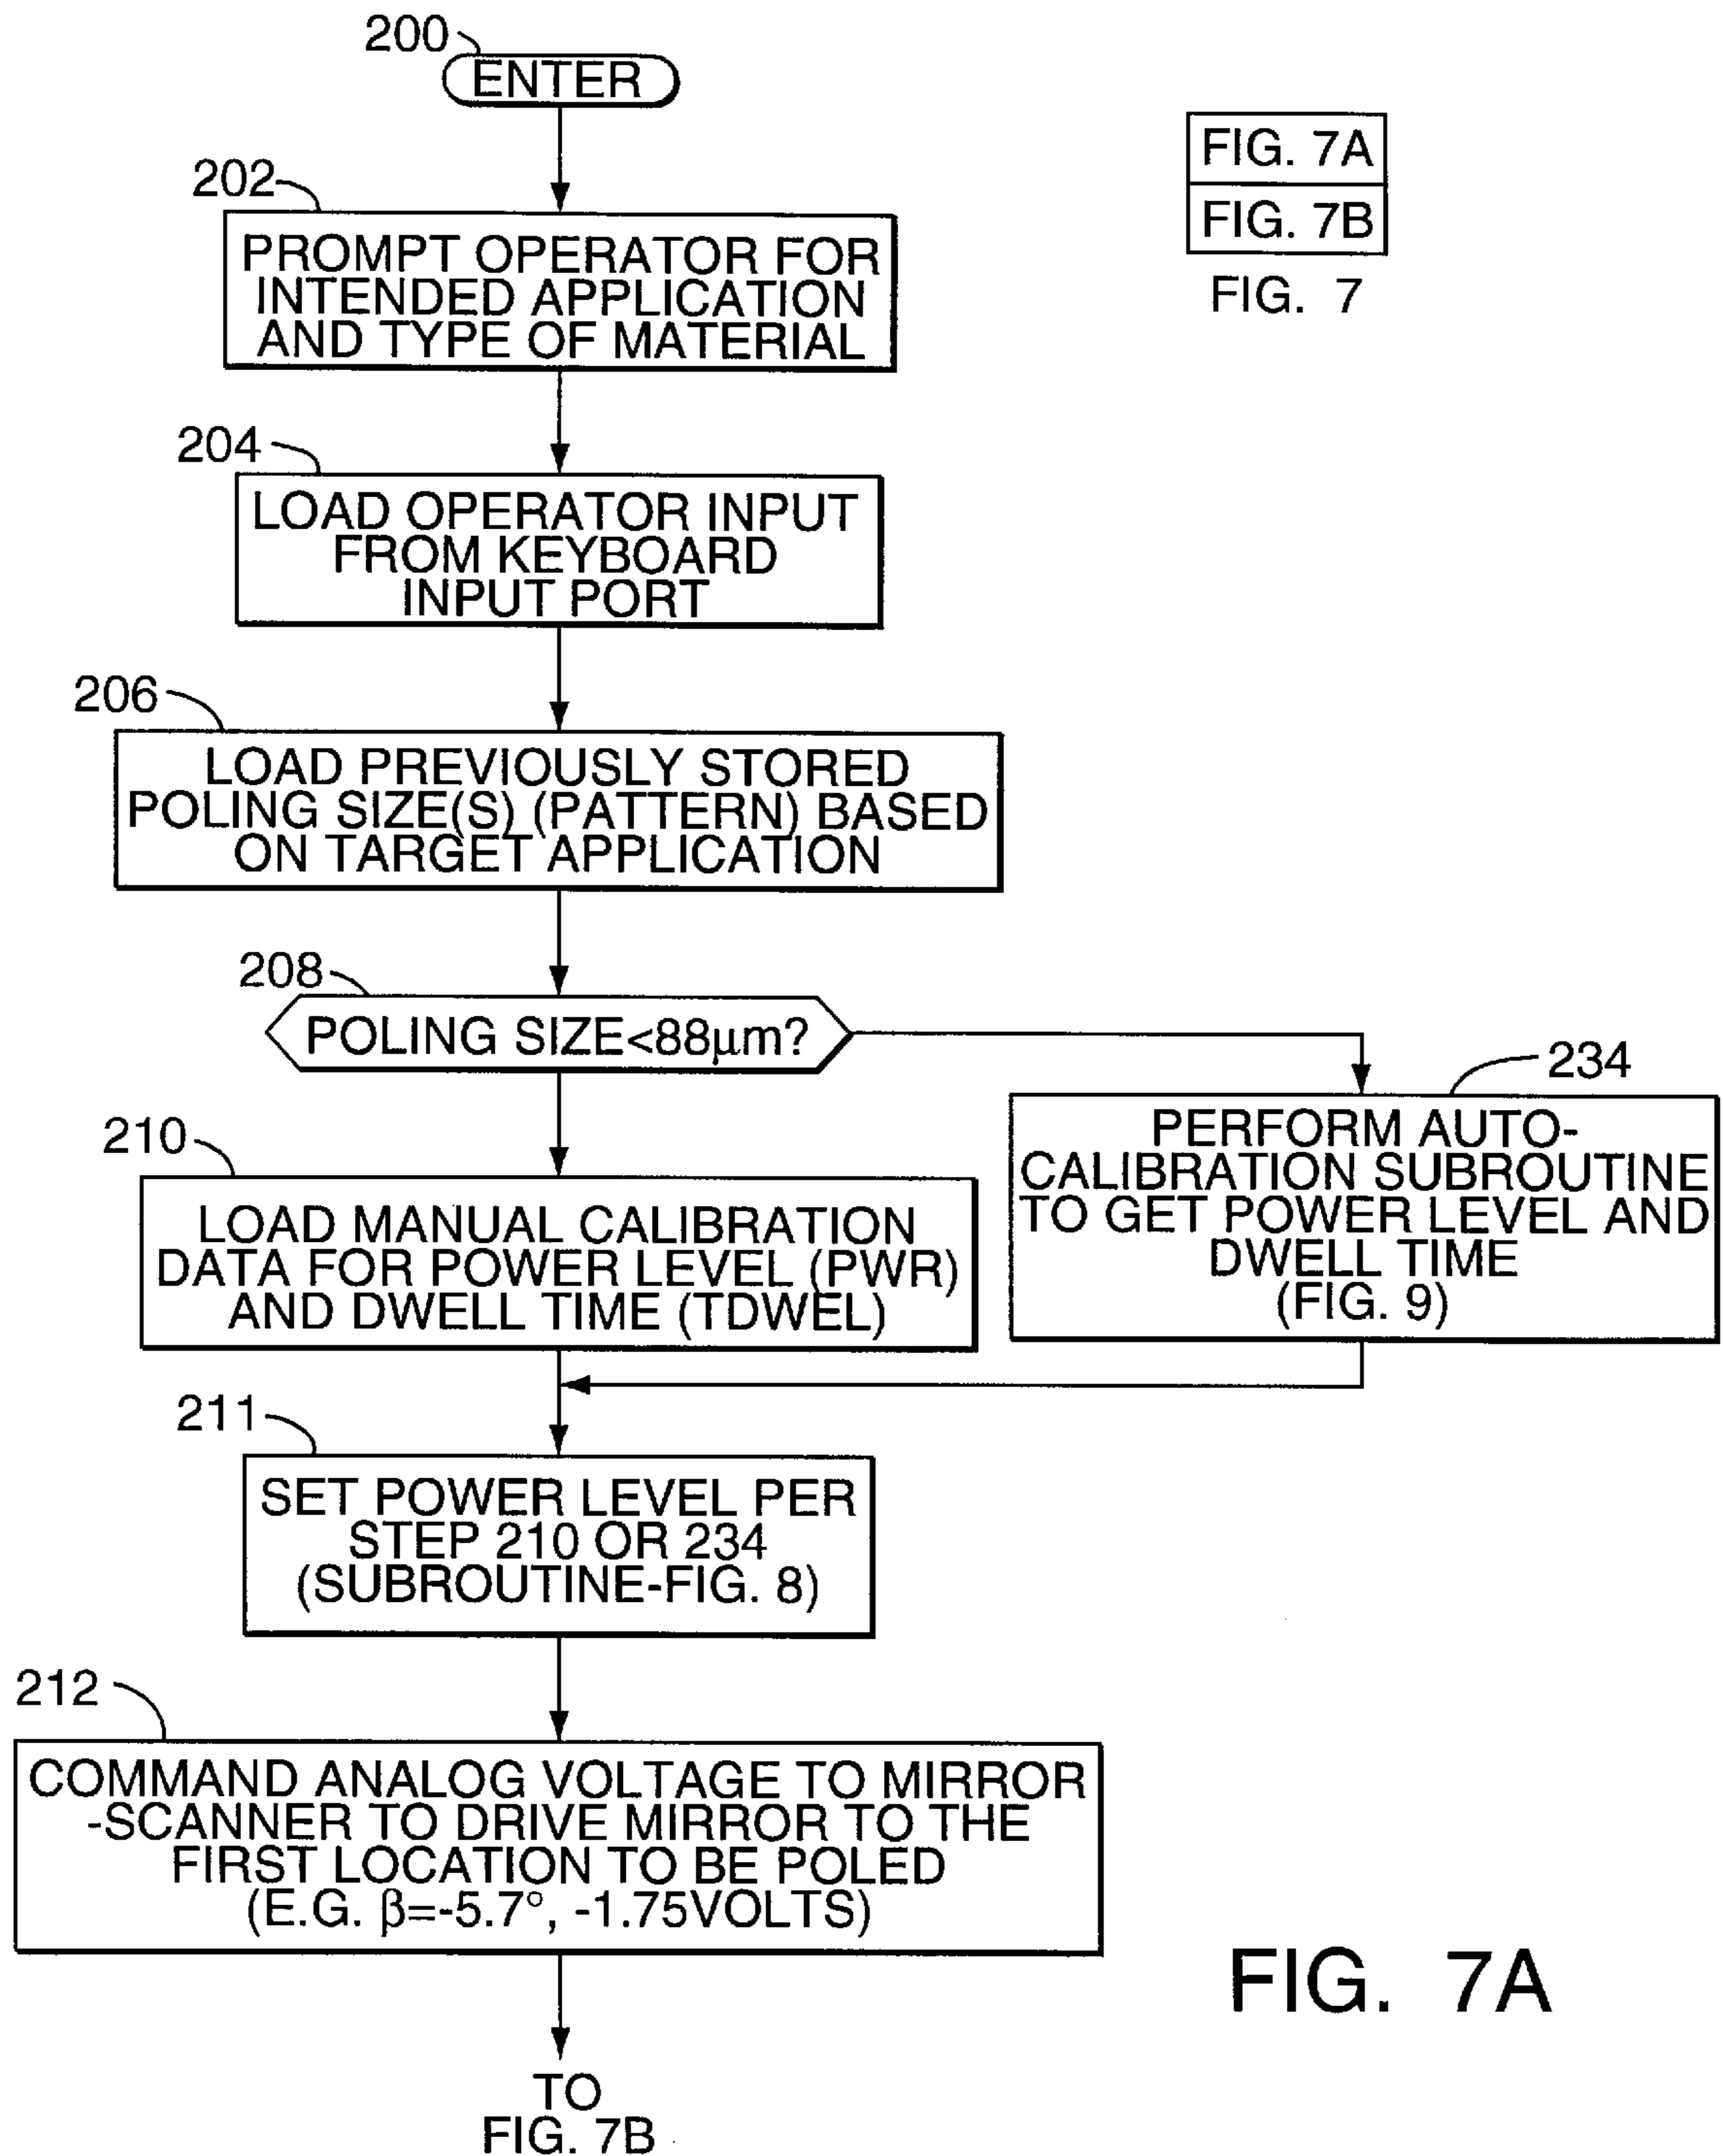 200
ENTER
FIG. 7A
FIG. 7B
FIG. 7
202
PROMPT OPERATOR FOR
INTENDED APPLICATION
AND TYPE OF MATERIAL
204
LOAD OPERATOR INPUT
FROM KEYBOARD
INPUT PORT
206
LOAD PREVIOUSLY STORED
POLING SIZE(S) (PATTERN) BASED
ON TARGET APPLICATION
208
POLING SIZE<88µm?
234
PERFORM AUTO-
CALIBRATION SUBROUTINE
TO GET POWER LEVEL AND
DWELL TIME
(FIG. 9)
210
LOAD MANUAL CALIBRATION
DATA FOR POWER LEVEL (PWR)
AND DWELL TIME (TDWEL)
211
SET POWER LEVEL PER
STEP 210 OR 234
(SUBROUTINE-FIG. 8)
212
COMMAND ANALOG VOLTAGE TO MIRROR
-SCANNER TO DRIVE MIRROR TO THE
FIRST LOCATION TO BE POLED
(E.G. β=-5.7°, -1.75VOLTS)
FIG. 7A
TO
FIG. 7B